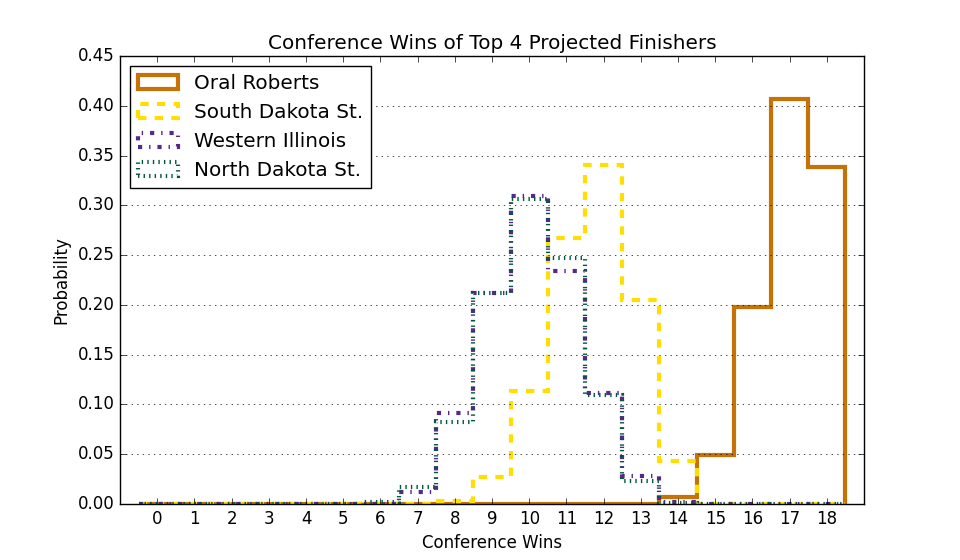 Conference Wins of Top 4 Projected Finishers
Oral Roberts
South Dakota St.
Western Illinois
North Dakota St.
Probability
0.45
0.40
0.35
0.30
0.25
0.20
0.15
0.10
0.05
0.00
0 1 2 3 4 5 6 7 8 9 10 11 12 13 14 15 16 17 18
Conference Wins